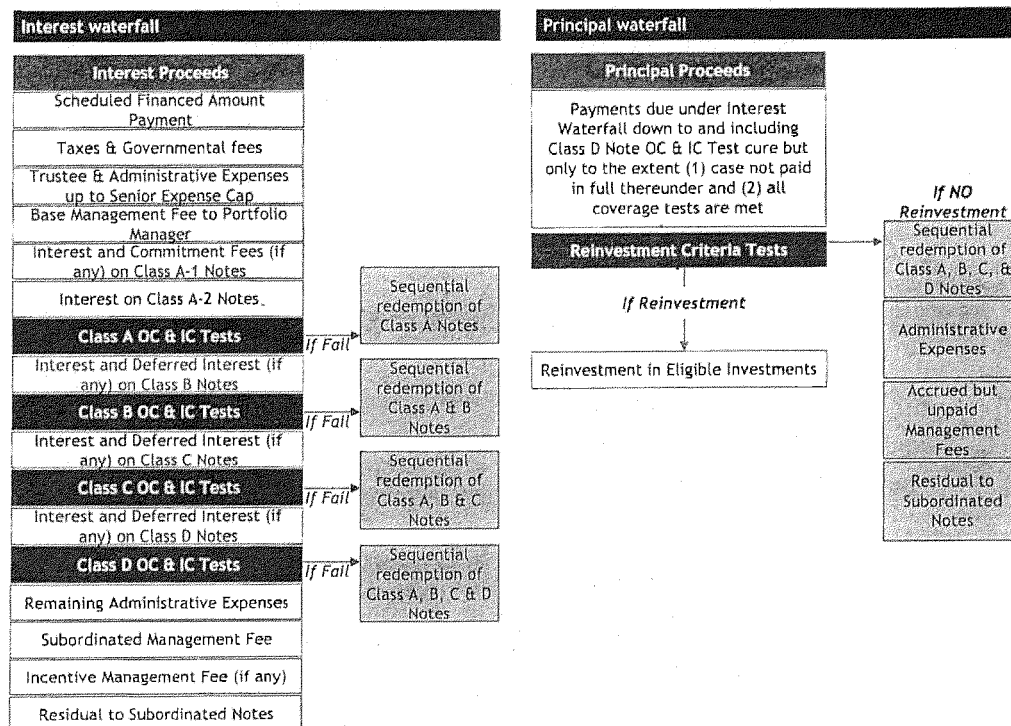 Interest waterfall
Interest Proceeds
Scheduled Financed Amount
Payment
Taxes & Governmental fees
Trustee & Administrative Expenses
up to Senior Expense Cap
Base Management Fee to Portfolio
Manager
Interest and Commitment Fees (if
any) on Class A-1 Notes
Interest on Class A-2 Notes
Class A OC & IC Tests
If Fail
Sequential
redemption of
Class A Notes
Interest and Deferred Interest (if
any) on Class B Notes
Class B OC & IC Tests
If Fail
Sequential
redemption of
Class A & B
Notes
Interest and Deferred Interest (if
any) on Class C Notes
Class C OC & IC Tests
If Fail
Sequential
redemption of
Class A, B & C
Notes
Interest and Deferred Interest (if
any) on Class D Notes
Class D OC & IC Tests
If Fail
Sequential
redemption of
Class A, B, C & D
Notes
Remaining Administrative Expenses
Subordinated Management Fee
Incentive Management Fee (if any)
Residual to Subordinated Notes
Principal waterfall
Principal Proceeds
Payments due under Interest
Waterfall down to and including
Class D Note OC & IC Test cure but
only to the extent (1) case not paid
in full thereunder and (2) all
coverage tests are met
Reinvestment Criteria Tests
If Reinvestment
Reinvestment in Eligible Investments
If NO
Reinvestment
Sequential
redemption of
Class A, B, C, &
D Notes
Administrative
Expenses
Accrued but
unpaid
Management
Fees
Residual to
Subordinated
Notes